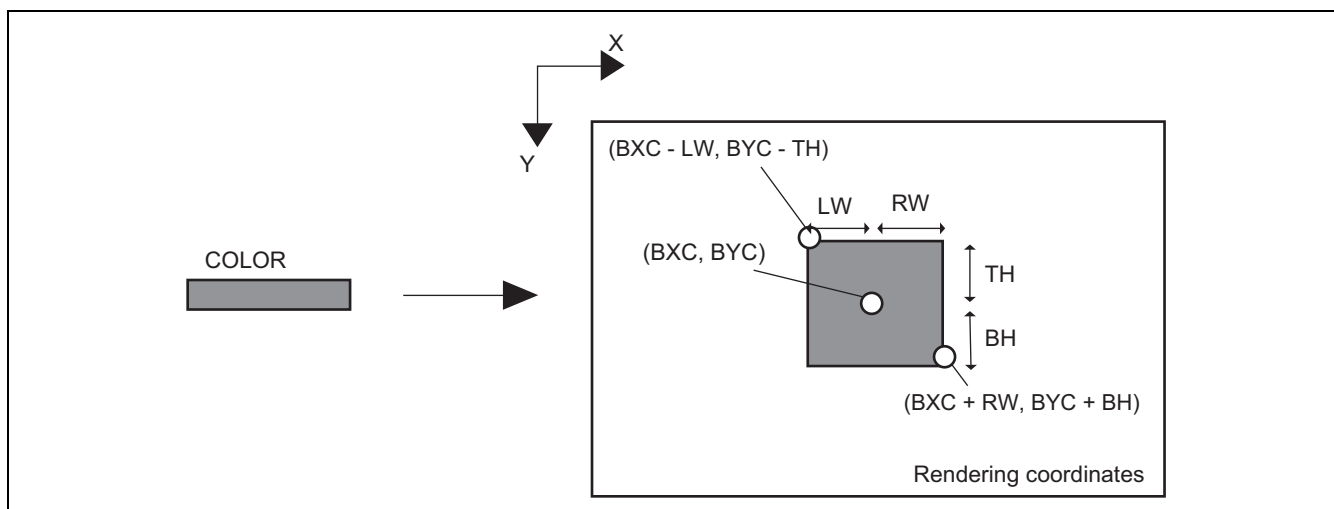 X
Y
(BXC - LW, BYC - TH)
LW
RW
(BXC, BYC)
TH
COLOR
BH
(BXC + RW, BYC + BH)
Rendering coordinates